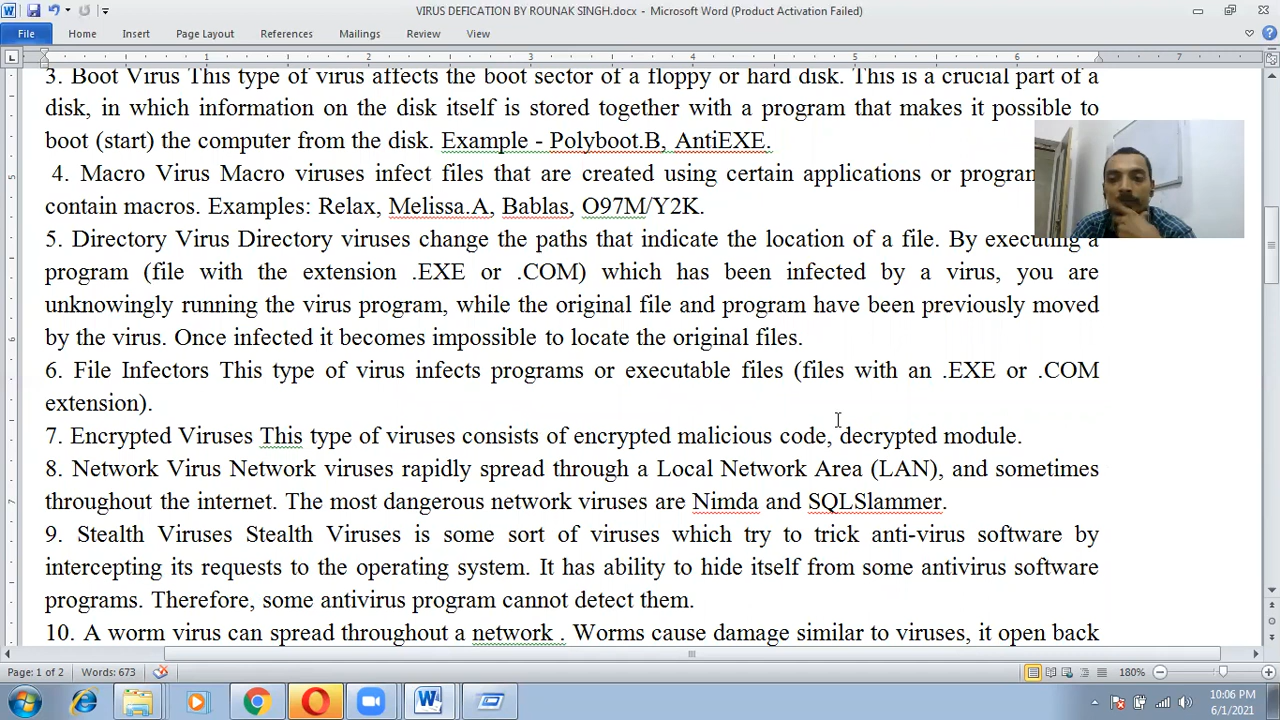 VIRUS DEFICATION BY ROUNAK SINGH.docx - Microsoft Word (Product Activation Failed)
File Home Insert Page Layout References Mailings Review View
1 2 3 4 5 6 7
3. Boot Virus This type of virus affects the boot sector of a floppy or hard disk. This is a crucial part of a
disk, in which information on the disk itself is stored together with a program that makes it possible to
boot (start) the computer from the disk. Example - Polyboot.B, AntiEXE.
4. Macro Virus Macro viruses infect files that are created using certain applications or program
contain macros. Examples: Relax, Melissa.A, Bablas, O97M/Y2K.
5. Directory Virus Directory viruses change the paths that indicate the location of a file. By executing a
program (file with the extension .EXE or .COM) which has been infected by a virus, you are
unknowingly running the virus program, while the original file and program have been previously moved
by the virus. Once infected it becomes impossible to locate the original files.
6. File Infectors This type of virus infects programs or executable files (files with an .EXE or .COM
extension).
7. Encrypted Viruses This type of viruses consists of encrypted malicious code, decrypted module.
8. Network Virus Network viruses rapidly spread through a Local Network Area (LAN), and sometimes
throughout the internet. The most dangerous network viruses are Nimda and SQLSlammer.
9. Stealth Viruses Stealth Viruses is some sort of viruses which try to trick anti-virus software by
intercepting its requests to the operating system. It has ability to hide itself from some antivirus software
programs. Therefore, some antivirus program cannot detect them.
10. A worm virus can spread throughout a network . Worms cause damage similar to viruses, it open back
Page: 1 of 2 Words: 673 180%
10:06 PM
6/1/2021